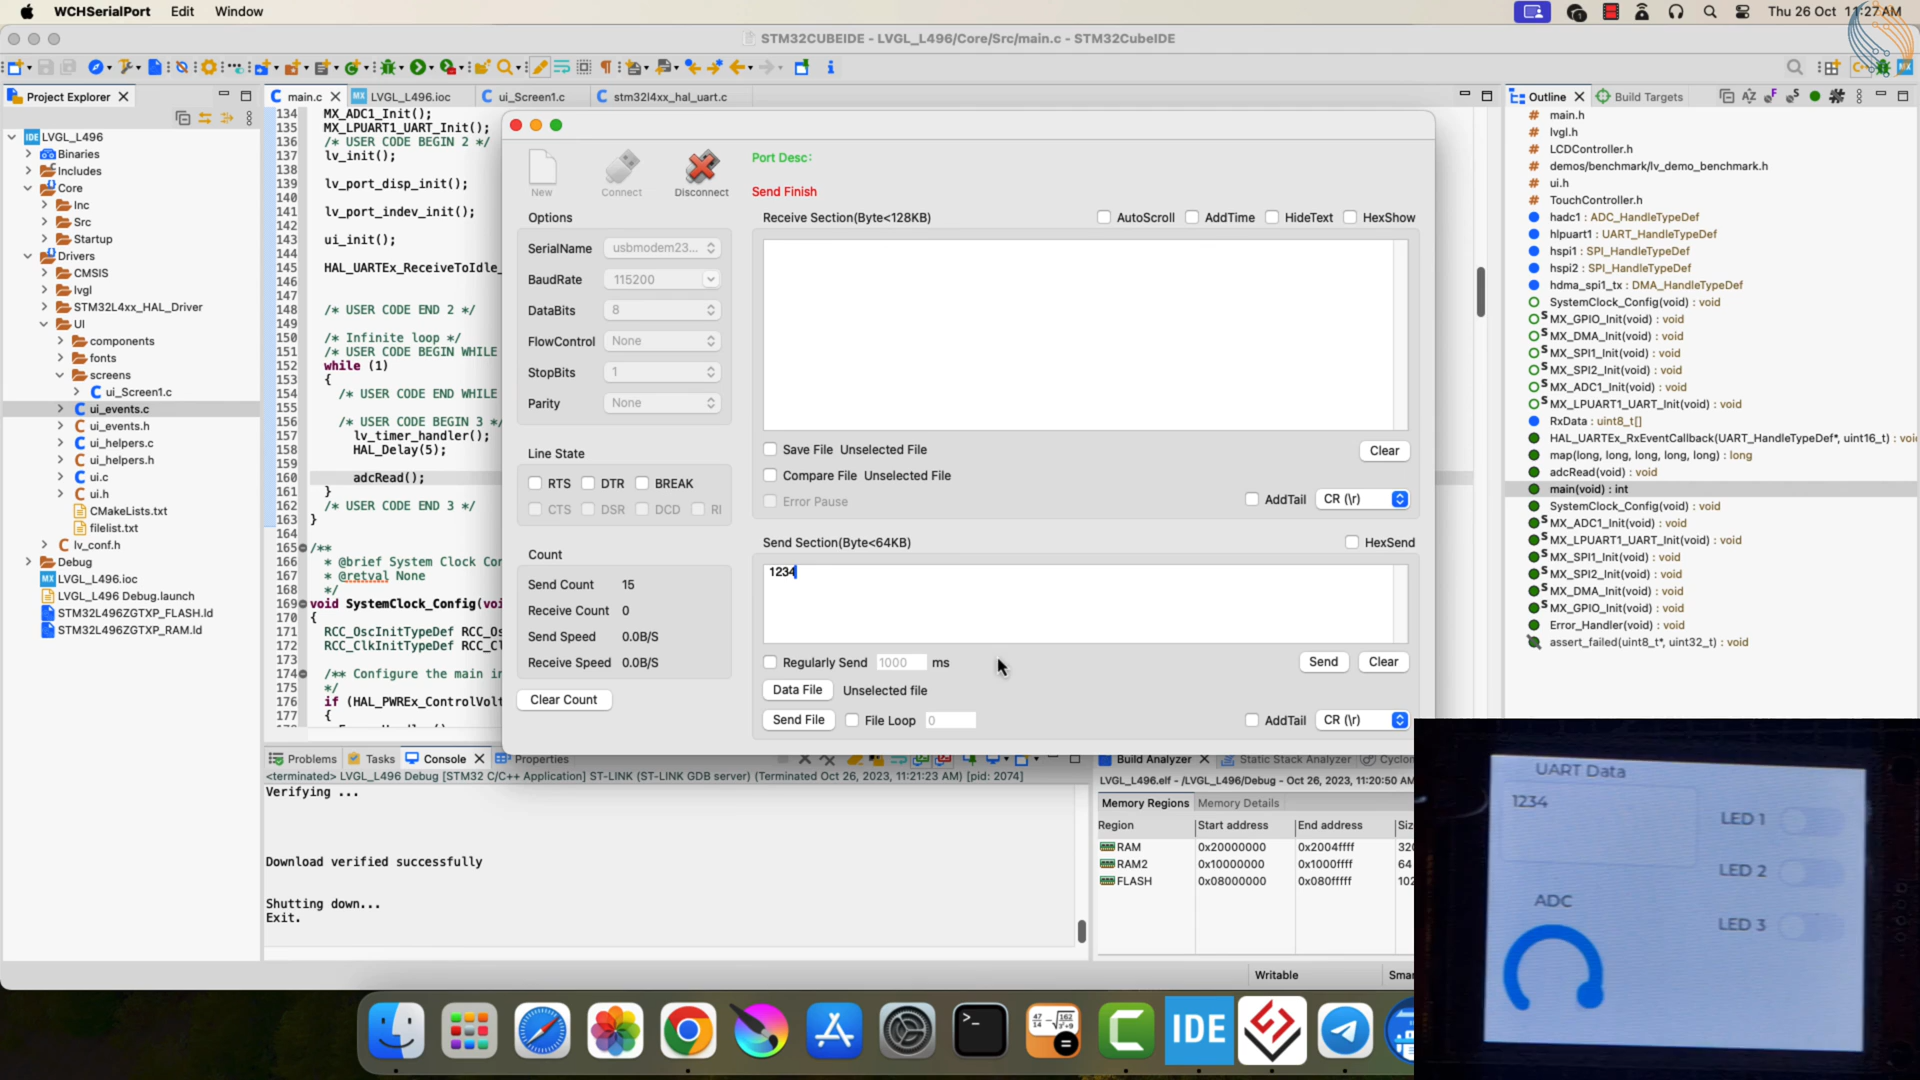 WCHSerialPort Edit Window
Thu 26 Oct 11:27 AM
STM32CUBEIDE - LVGL_L496/Core/Src/main.c - STM32CubeIDE
Project Explorer
main.c
LVGL_L496.ioc
ui_Screen1.c
stm32l4xx_hal_uart.c
Outline
Build Targets
IDE LVGL_L496
Binaries
Includes
Core
Inc
Src
Startup
Drivers
CMSIS
lvgl
STM32L4xx_HAL_Driver
UI
components
fonts
screens
ui_Screen1.c
ui_events.c
ui_events.h
ui_helpers.c
ui_helpers.h
ui.c
ui.h
CMakeLists.txt
filelist.txt
lv_conf.h
Debug
MX LVGL_L496.ioc
LVGL_L496 Debug.launch
STM32L496ZGTXP_FLASH.ld
STM32L496ZGTXP_RAM.ld
134 MX_ADC1_Init();
135 MX_LPUART1_UART_Init();
136 /* USER CODE BEGIN 2 */
137 lv_init();
138
139 lv_port_disp_init();
140
141 lv_port_indev_init();
142
143 ui_init();
144
145 HAL_UARTEx_ReceiveToIdle_
146
147
148 /* USER CODE END 2 */
149
150 /* Infinite loop */
151 /* USER CODE BEGIN WHILE
152 while (1)
153 {
154 /* USER CODE END WHILE
155
156 /* USER CODE BEGIN 3 */
157 lv_timer_handler();
158 HAL_Delay(5);
159
160 adcRead();
161 }
162 /* USER CODE END 3 */
163 }
164
165 /**
166 * @brief System Clock Con
167 * @retval None
168 */
169 void SystemClock_Config(voi
170 {
171 RCC_OscInitTypeDef RCC_Os
172 RCC_ClkInitTypeDef RCC_Cl
173
174 /** Configure the main in
175 */
176 if (HAL_PWREx_ControlVolt
177 {
New
Connect
Disconnect
Port Desc:
Send Finish
Options
SerialName usbmodem23...
BaudRate 115200
DataBits 8
FlowControl None
StopBits 1
Parity None
Line State
RTS DTR BREAK
CTS DSR DCD RI
Count
Send Count 15
Receive Count 0
Send Speed 0.0B/S
Receive Speed 0.0B/S
Clear Count
Receive Section(Byte<128KB)
AutoScroll AddTime HideText HexShow
Save File Unselected File
Clear
Compare File Unselected File
Error Pause
AddTail CR (\r)
Send Section(Byte<64KB)
HexSend
1234
Regularly Send 1000 ms
Send Clear
Data File Unselected file
Send File File Loop 0
AddTail CR (\r)
main.h
lvgl.h
LCDController.h
demos/benchmark/lv_demo_benchmark.h
ui.h
TouchController.h
hadc1 : ADC_HandleTypeDef
hlpuart1 : UART_HandleTypeDef
hspi1 : SPI_HandleTypeDef
hspi2 : SPI_HandleTypeDef
hdma_spi1_tx : DMA_HandleTypeDef
SystemClock_Config(void) : void
MX_GPIO_Init(void) : void
MX_DMA_Init(void) : void
MX_SPI1_Init(void) : void
MX_SPI2_Init(void) : void
MX_ADC1_Init(void) : void
MX_LPUART1_UART_Init(void) : void
RxData : uint8_t[]
HAL_UARTEx_RxEventCallback(UART_HandleTypeDef*, uint16_t) : voi
map(long, long, long, long, long) : long
adcRead(void) : void
main(void) : int
SystemClock_Config(void) : void
MX_ADC1_Init(void) : void
MX_LPUART1_UART_Init(void) : void
MX_SPI1_Init(void) : void
MX_SPI2_Init(void) : void
MX_DMA_Init(void) : void
MX_GPIO_Init(void) : void
Error_Handler(void) : void
assert_failed(uint8_t*, uint32_t) : void
Problems Tasks Console Properties
<terminated> LVGL_L496 Debug [STM32 C/C++ Application] ST-LINK (ST-LINK GDB server) (Terminated Oct 26, 2023, 11:21:23 AM) [pid: 2074]
Verifying ...
Download verified successfully
Shutting down...
Exit.
Build Analyzer Static Stack Analyzer Cyclon
LVGL_L496.elf - /LVGL_L496/Debug - Oct 26, 2023, 11:20:50 AM
Memory Regions Memory Details
Region Start address End address Siz
RAM 0x20000000 0x2004ffff 320
RAM2 0x10000000 0x1000ffff 64
FLASH 0x08000000 0x080fffff 102
Writable Smar
IDE
UART Data
1234
LED 1
LED 2
ADC
LED 3